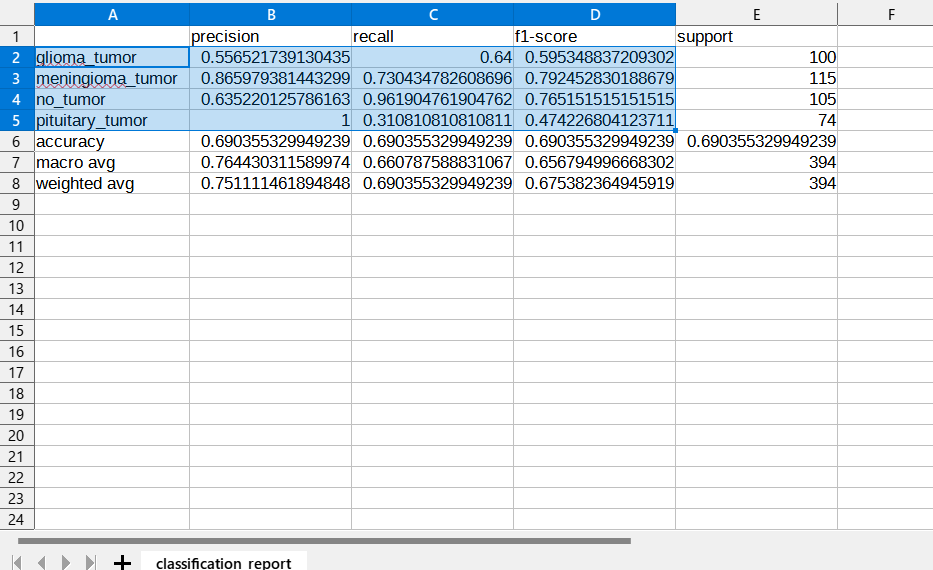 A B C D E F
1 precision recall f1-score support
2 glioma_tumor 0.556521739130435 0.64 0.595348837209302 100
3 meningioma_tumor 0.865979381443299 0.730434782608696 0.792452830188679 115
4 no_tumor 0.635220125786163 0.961904761904762 0.765151515151515 105
5 pituitary_tumor 1 0.310810810810811 0.474226804123711 74
6 accuracy 0.690355329949239 0.690355329949239 0.690355329949239 0.690355329949239
7 macro avg 0.764430311589974 0.660787588831067 0.656794996668302 394
8 weighted avg 0.751111461894848 0.690355329949239 0.675382364945919 394
9
10
11
12
13
14
15
16
17
18
19
20
21
22
23
24
classification_report